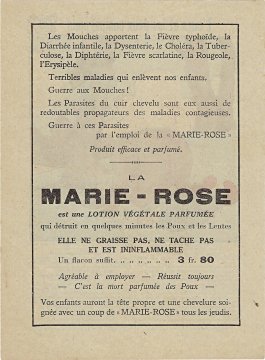 Les Mouches apportent la Fièvre typhoïde, la
Diarrhée infantile, la Dysenterie, le Choléra, la Tuber-
culose, la Diphtérie, la Fièvre scarlatine, la Rougeole,
l'Erysipèle.
Terribles maladies qui enlèvent nos enfants.
Guerre aux Mouches !
Les Parasites du cuir chevelu sont eux aussi de
redoutables propagateurs des maladies contagieuses.
Guerre à ces Parasites
par l'emploi de la "MARIE-ROSE"
Produit efficace et parfumé.
LA
MARIE - ROSE
est une LOTION VÉGÉTALE PARFUMÉE
qui détruit en quelques minutes les Poux et les Lentes
ELLE NE GRAISSE PAS, NE TACHE PAS
ET EST ININFLAMMABLE
Un flacon suffit ........... 3 fr. 80
Agréable à employer — Réussit toujours
— C'est la mort parfumée des Poux —
Vos enfants auront la tête propre et une chevelure soi-
gnée avec un coup de "MARIE-ROSE" tous les jeudis.